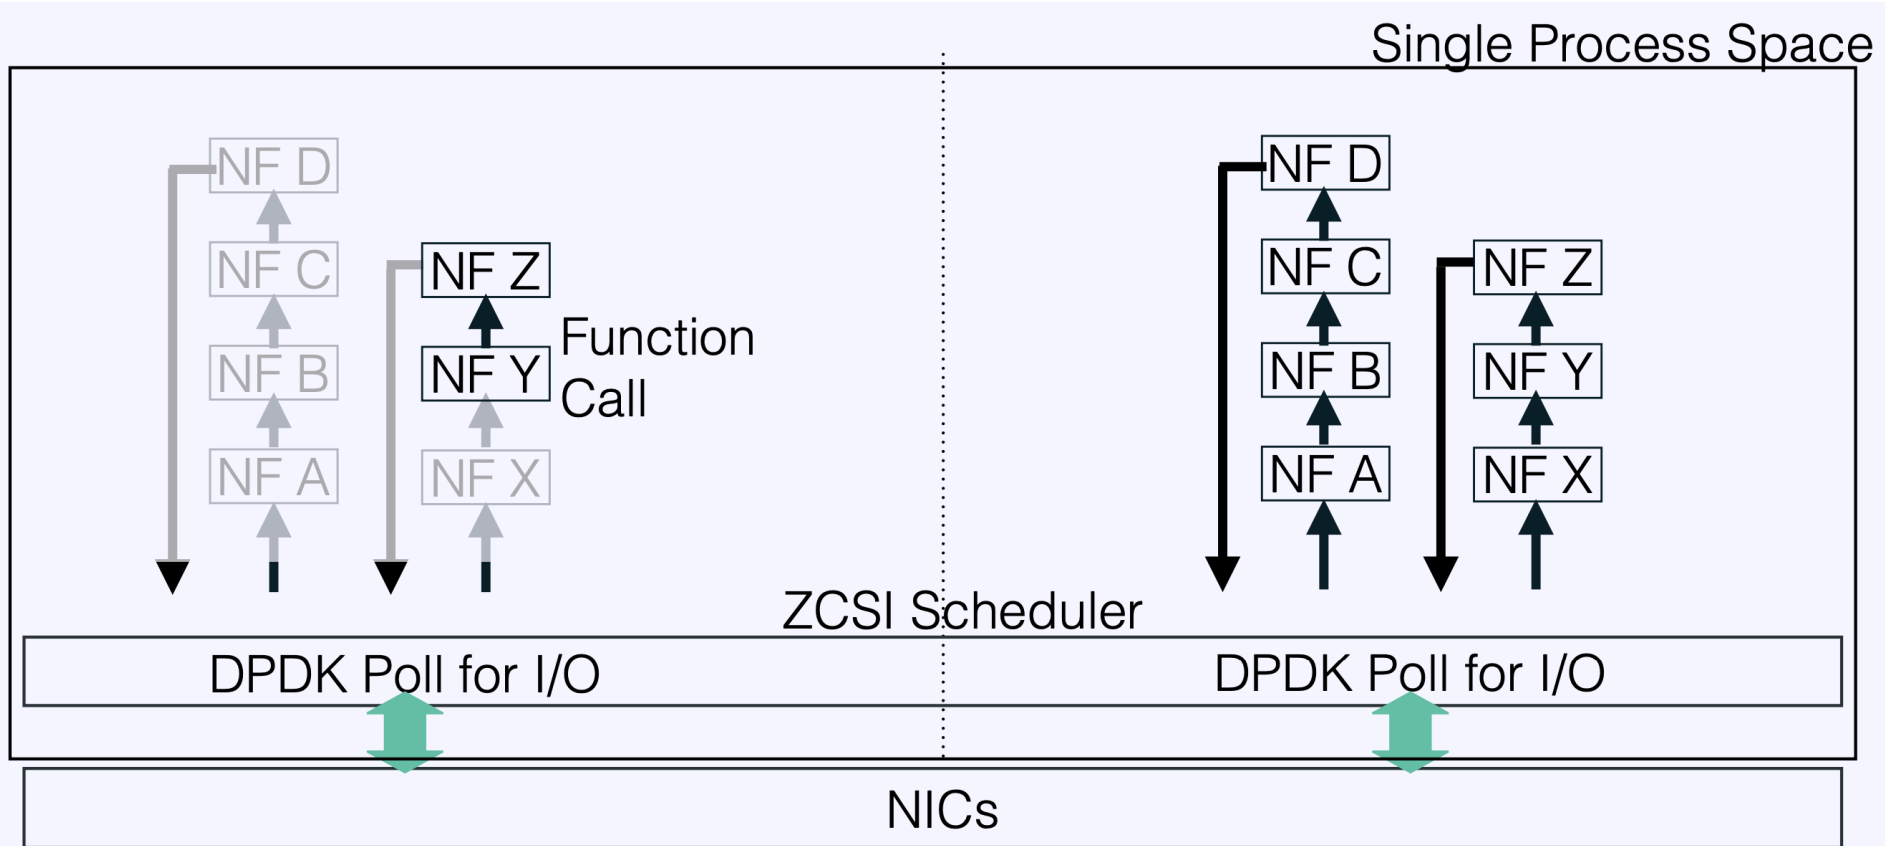 Single Process Space
NF D
NF C
NF B
NF A
NF Z
NF Y
NF X
Function
Call
NF D
NF C
NF B
NF A
NF Z
NF Y
NF X
ZCSI Scheduler
DPDK Poll for I/O
DPDK Poll for I/O
NICs